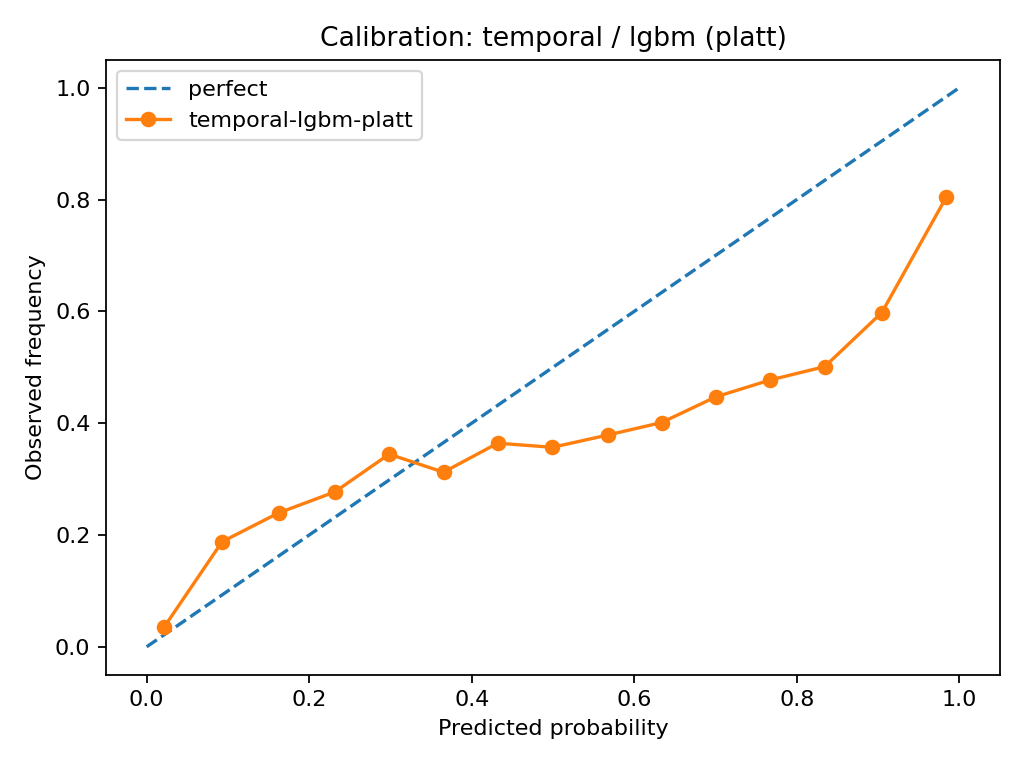 Calibration: temporal / lgbm (platt)
perfect
temporal-lgbm-platt
1.0
0.8
0.6
0.4
0.2
0.0
Observed frequency
0.0 0.2 0.4 0.6 0.8 1.0
Predicted probability